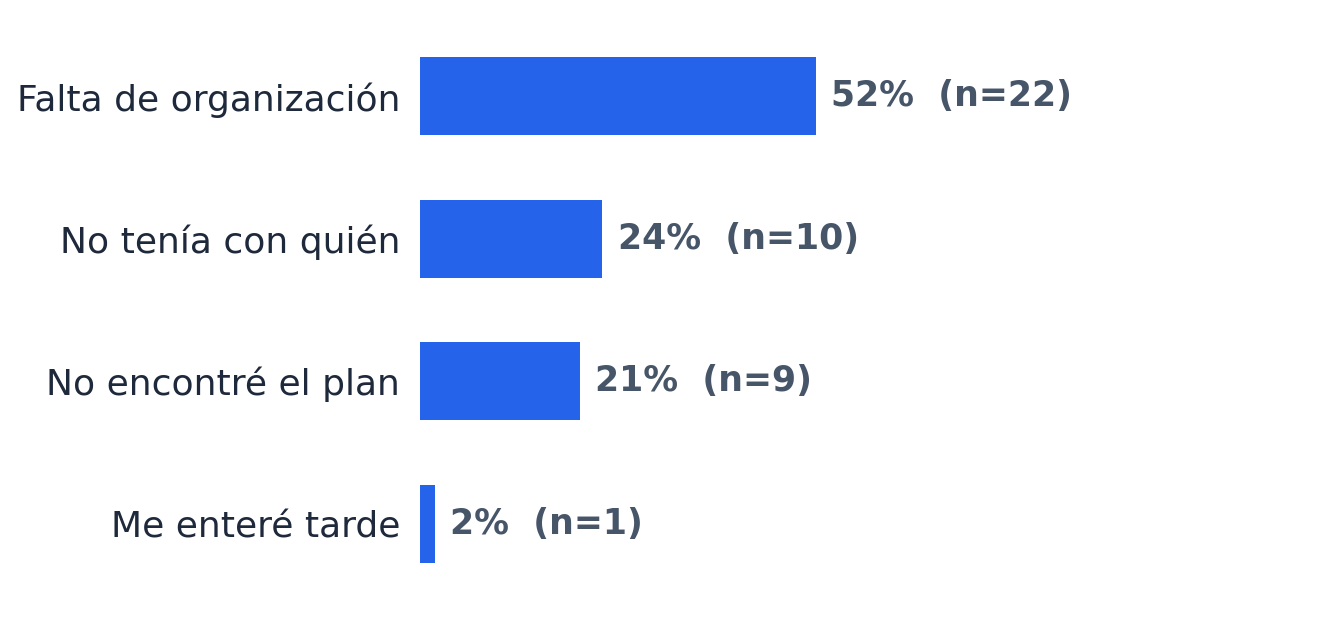 Falta de organización 52% (n=22)
No tenía con quién 24% (n=10)
No encontré el plan 21% (n=9)
Me enteré tarde 2% (n=1)